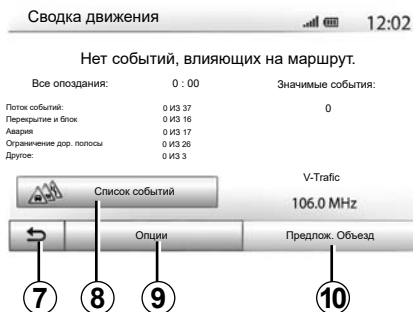 Сводка движения 12:02
Нет событий, влияющих на маршрут.
Все опоздания: 0 : 00 Значимые события:
Поток событий: 0 ИЗ 37 0
Перекрытие и блок 0 ИЗ 16
Авария 0 ИЗ 17
Ограничение дор. полосы 0 ИЗ 26
Другое: 0 ИЗ 3
V-Trafic
Список событий
106.0 MHz
Опции Предлож. Объезд
7 8 9 10